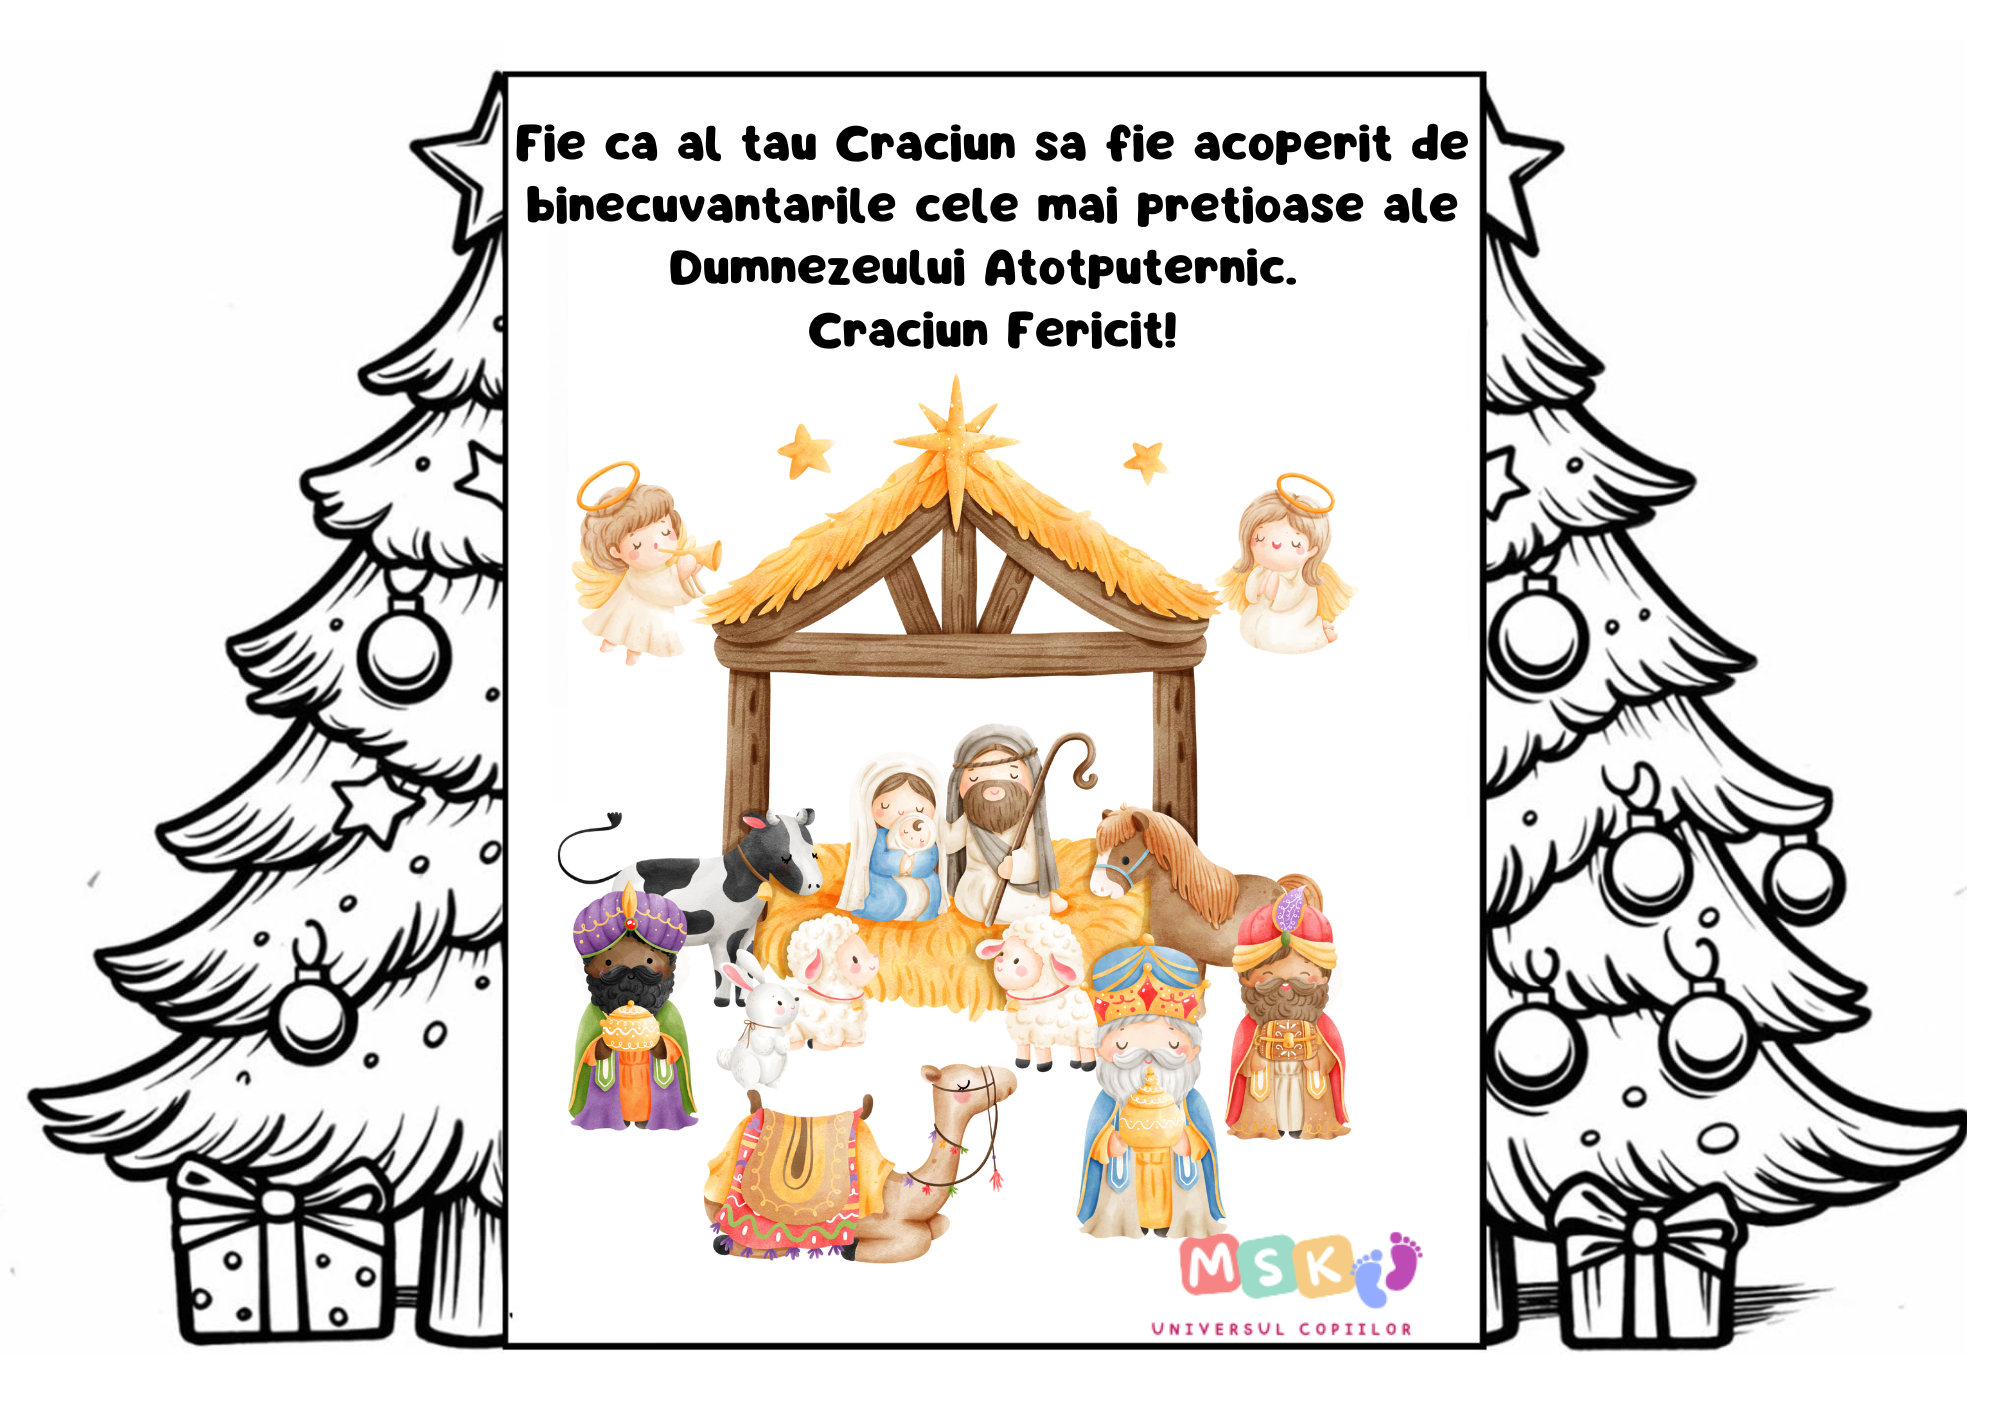 Fie ca al tau Craciun sa fie acoperit de
binecuvantarile cele mai pretioase ale
Dumnezeului Atotputernic.
Craciun Fericit!
MSK
UNIVERSUL COPIILOR